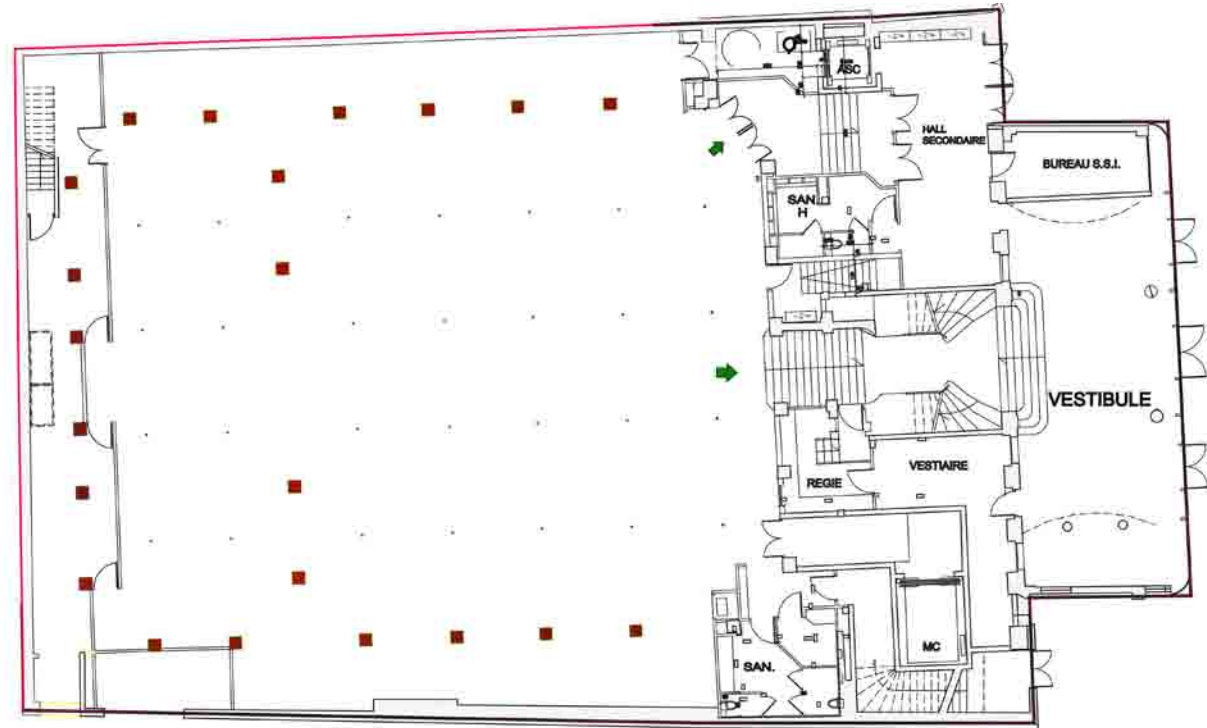 ASC
HALL
SECONDAIRE
BUREAU S.S.I.
SAN
H
VESTIBULE
VESTIAIRE
REGIE
MC
SAN.